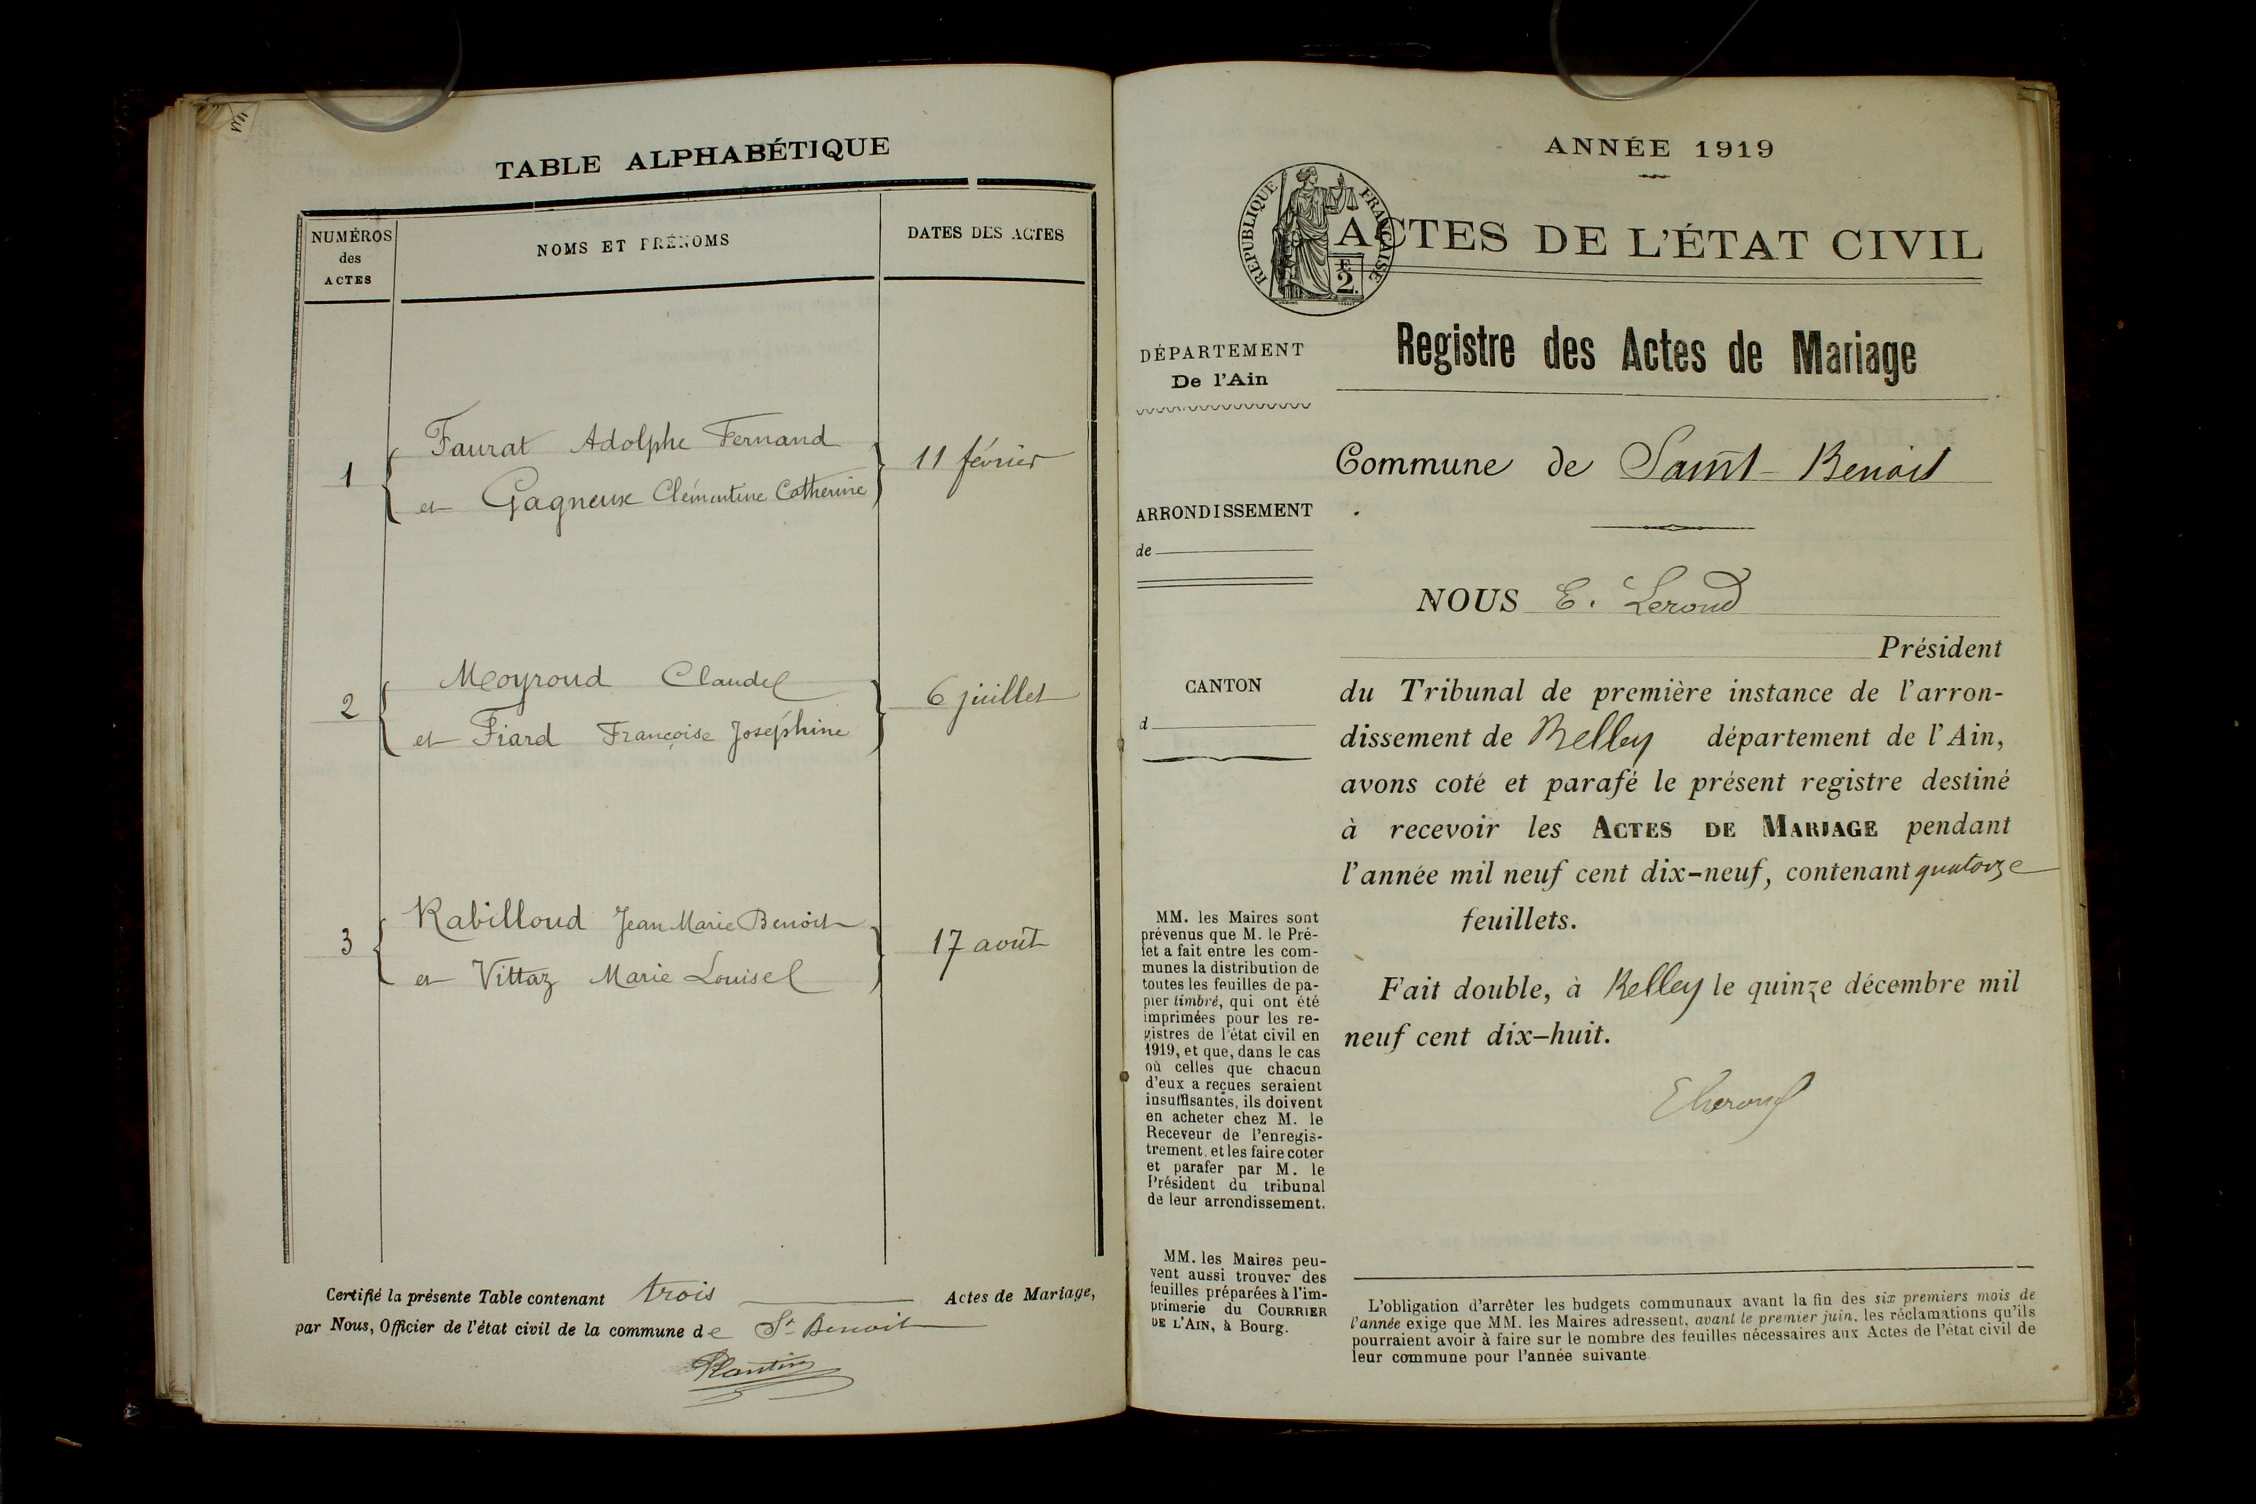 TABLE ALPHABÉTIQUE
NUMÉROS
des
ACTES
NOMS ET PRÉNOMS
DATES DES ACTES
1
Faurat Adolphe Fernand
et Gagneux Clémentine Catherine
11 février
2
Meyroud Claude
et Fiard Françoise Joséphine
6 juillet
3
Rabilloud Jean Marie Benoit
et Vittaz Marie Louise
17 août
Certifié la présente Table contenant trois Actes de Mariage,
par Nous, Officier de l'état civil de la commune de St Benoit
Plantin
ANNÉE 1919
REPUBLIQUE FRANÇAISE
2 F.
ACTES DE L'ÉTAT CIVIL
Registre des Actes de Mariage
DÉPARTEMENT
De l'Ain
Commune de Saint-Benoit
ARRONDISSEMENT
de
CANTON
d
NOUS E. Leroud
Président
du Tribunal de première instance de l'arron-
dissement de Belley département de l'Ain,
avons coté et parafé le présent registre destiné
à recevoir les ACTES DE MARIAGE pendant
l'année mil neuf cent dix-neuf, contenant quatorze
feuillets.
Fait double, à Belley le quinze décembre mil
neuf cent dix-huit.
MM. les Maires sont
prévenus que M. le Pré-
fet a fait entre les com-
munes la distribution de
toutes les feuilles de pa-
pier timbré, qui ont été
imprimées pour les re-
gistres de l'état civil en
1919, et que, dans le cas
où celles que chacun
d'eux a reçues seraient
insuffisantes, ils doivent
en acheter chez M. le
Receveur de l'enregis-
trement, et les faire coter
et parafer par M. le
Président du tribunal
de leur arrondissement.
MM. les Maires peu-
vent aussi trouver des
feuilles préparées à l'im-
primerie du COURRIER
DE L'AIN, à Bourg.
L'obligation d'arrêter les budgets communaux avant la fin des six premiers mois de
l'année exige que MM. les Maires adressent, avant le premier juin, les réclamations qu'ils
pourraient avoir à faire sur le nombre des feuilles nécessaires aux Actes de l'état civil de
leur commune pour l'année suivante